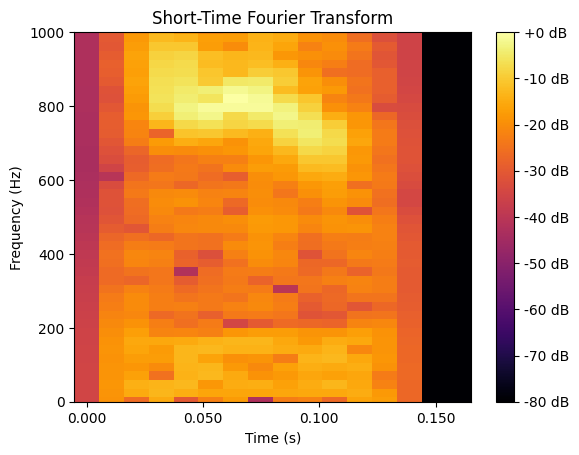 Short-Time Fourier Transform
1000
800
600
400
200
0
Frequency (Hz)
0.000
0.050
0.100
0.150
Time (s)
+0 dB
-10 dB
-20 dB
-30 dB
-40 dB
-50 dB
-60 dB
-70 dB
-80 dB